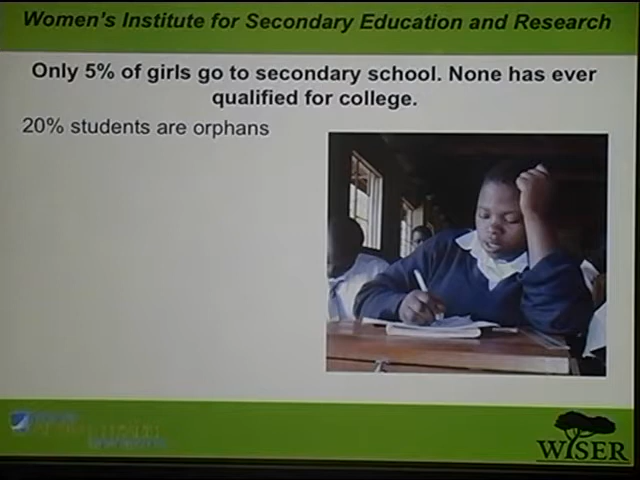 Women's Institute for Secondary Education and Research
Only 5% of girls go to secondary school. None has ever
qualified for college.
20% students are orphans
WISER